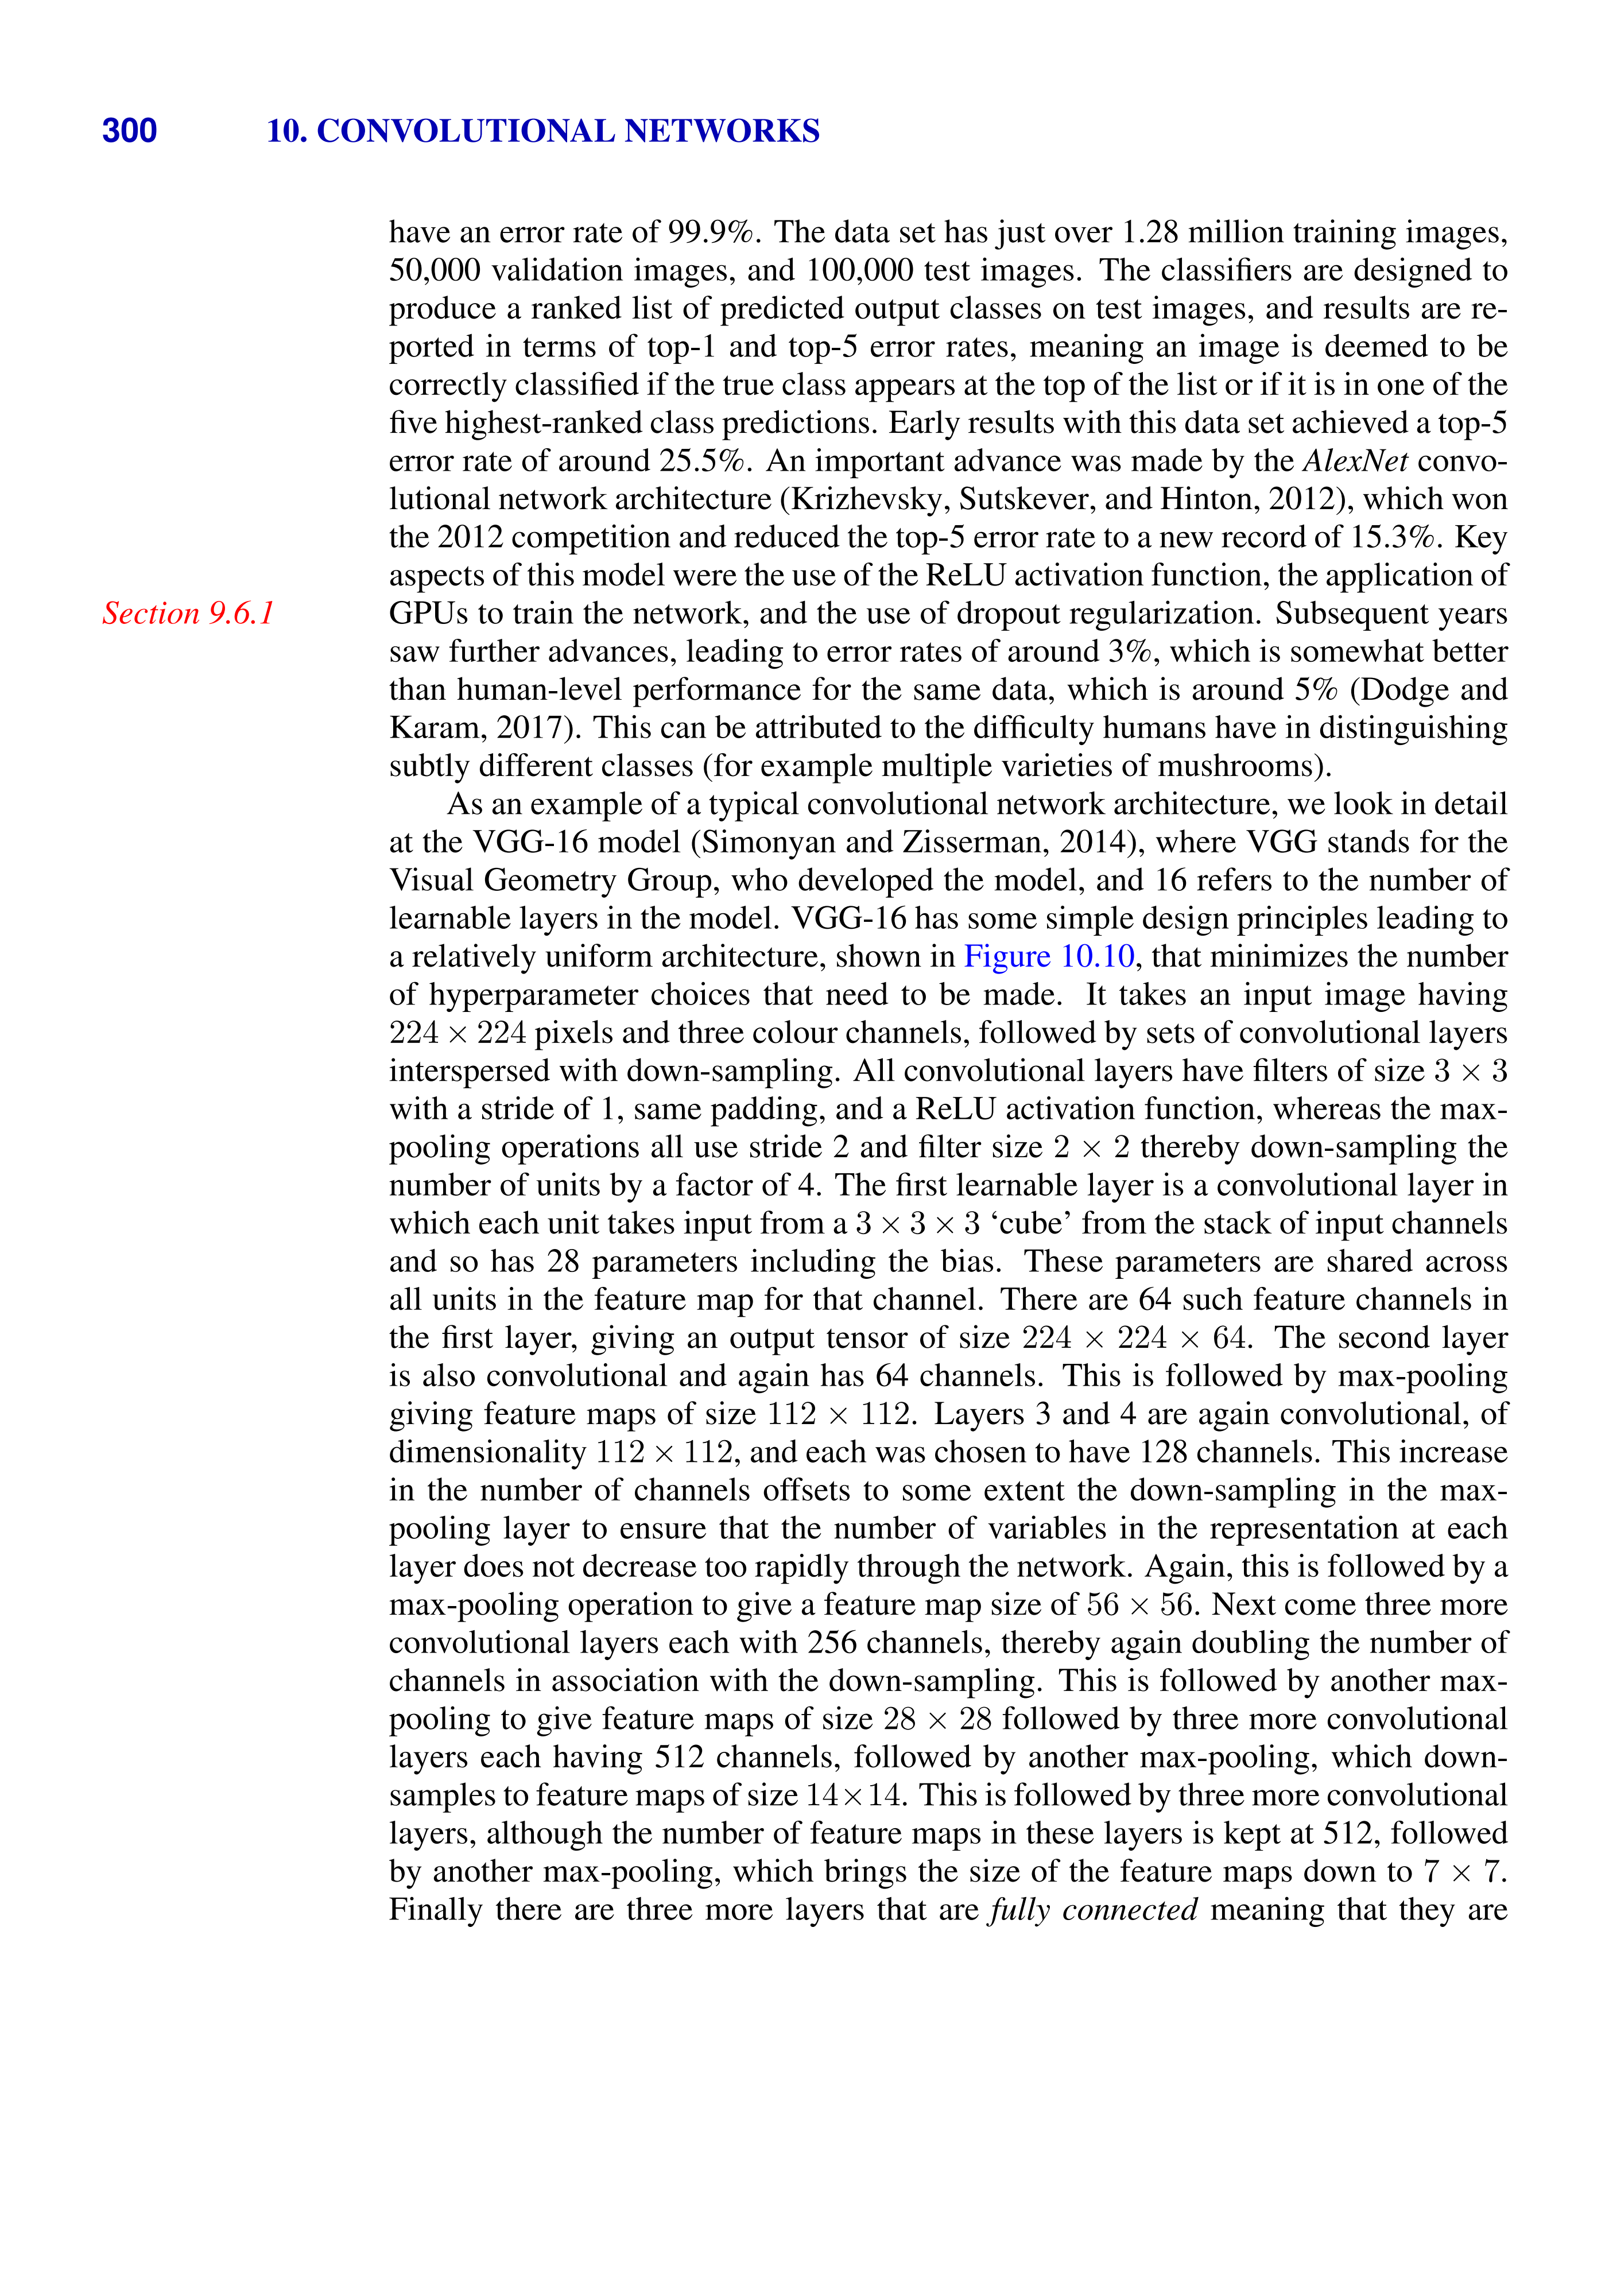 300 10. CONVOLUTIONAL NETWORKS
have an error rate of 99.9%. The data set has just over 1.28 million training images,
50,000 validation images, and 100,000 test images. The classifiers are designed to
produce a ranked list of predicted output classes on test images, and results are re-
ported in terms of top-1 and top-5 error rates, meaning an image is deemed to be
correctly classified if the true class appears at the top of the list or if it is in one of the
five highest-ranked class predictions. Early results with this data set achieved a top-5
error rate of around 25.5%. An important advance was made by the AlexNet convo-
lutional network architecture (Krizhevsky, Sutskever, and Hinton, 2012), which won
the 2012 competition and reduced the top-5 error rate to a new record of 15.3%. Key
aspects of this model were the use of the ReLU activation function, the application of
Section 9.6.1
GPUs to train the network, and the use of dropout regularization. Subsequent years
saw further advances, leading to error rates of around 3%, which is somewhat better
than human-level performance for the same data, which is around 5% (Dodge and
Karam, 2017). This can be attributed to the difficulty humans have in distinguishing
subtly different classes (for example multiple varieties of mushrooms).
As an example of a typical convolutional network architecture, we look in detail
at the VGG-16 model (Simonyan and Zisserman, 2014), where VGG stands for the
Visual Geometry Group, who developed the model, and 16 refers to the number of
learnable layers in the model. VGG-16 has some simple design principles leading to
a relatively uniform architecture, shown in Figure 10.10, that minimizes the number
of hyperparameter choices that need to be made. It takes an input image having
224 × 224 pixels and three colour channels, followed by sets of convolutional layers
interspersed with down-sampling. All convolutional layers have filters of size 3 × 3
with a stride of 1, same padding, and a ReLU activation function, whereas the max-
pooling operations all use stride 2 and filter size 2 × 2 thereby down-sampling the
number of units by a factor of 4. The first learnable layer is a convolutional layer in
which each unit takes input from a 3 × 3 × 3 ‘cube’ from the stack of input channels
and so has 28 parameters including the bias. These parameters are shared across
all units in the feature map for that channel. There are 64 such feature channels in
the first layer, giving an output tensor of size 224 × 224 × 64. The second layer
is also convolutional and again has 64 channels. This is followed by max-pooling
giving feature maps of size 112 × 112. Layers 3 and 4 are again convolutional, of
dimensionality 112 × 112, and each was chosen to have 128 channels. This increase
in the number of channels offsets to some extent the down-sampling in the max-
pooling layer to ensure that the number of variables in the representation at each
layer does not decrease too rapidly through the network. Again, this is followed by a
max-pooling operation to give a feature map size of 56 × 56. Next come three more
convolutional layers each with 256 channels, thereby again doubling the number of
channels in association with the down-sampling. This is followed by another max-
pooling to give feature maps of size 28 × 28 followed by three more convolutional
layers each having 512 channels, followed by another max-pooling, which down-
samples to feature maps of size 14×14. This is followed by three more convolutional
layers, although the number of feature maps in these layers is kept at 512, followed
by another max-pooling, which brings the size of the feature maps down to 7 × 7.
Finally there are three more layers that are fully connected meaning that they are